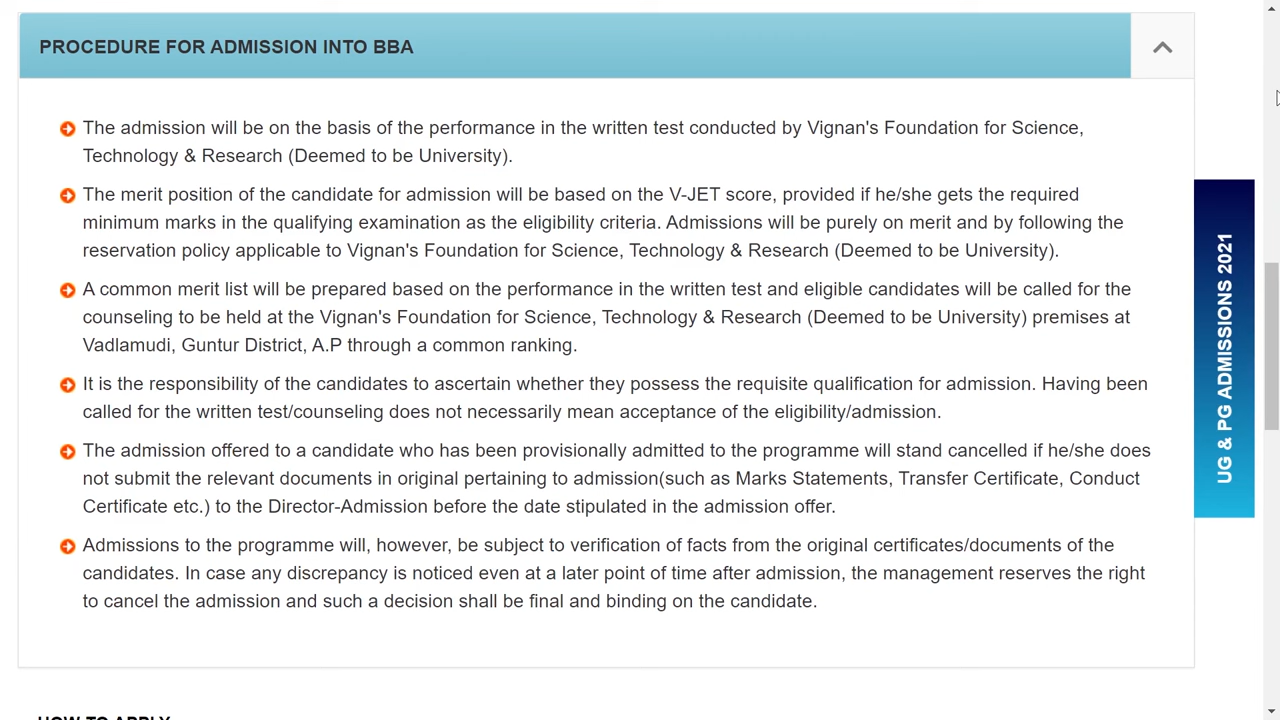 PROCEDURE FOR ADMISSION INTO BBA
The admission will be on the basis of the performance in the written test conducted by Vignan's Foundation for Science,
Technology & Research (Deemed to be University).
The merit position of the candidate for admission will be based on the V-JET score, provided if he/she gets the required
minimum marks in the qualifying examination as the eligibility criteria. Admissions will be purely on merit and by following the
reservation policy applicable to Vignan's Foundation for Science, Technology & Research (Deemed to be University).
A common merit list will be prepared based on the performance in the written test and eligible candidates will be called for the
counseling to be held at the Vignan's Foundation for Science, Technology & Research (Deemed to be University) premises at
Vadlamudi, Guntur District, A.P through a common ranking.
It is the responsibility of the candidates to ascertain whether they possess the requisite qualification for admission. Having been
called for the written test/counseling does not necessarily mean acceptance of the eligibility/admission.
The admission offered to a candidate who has been provisionally admitted to the programme will stand cancelled if he/she does
not submit the relevant documents in original pertaining to admission(such as Marks Statements, Transfer Certificate, Conduct
Certificate etc.) to the Director-Admission before the date stipulated in the admission offer.
Admissions to the programme will, however, be subject to verification of facts from the original certificates/documents of the
candidates. In case any discrepancy is noticed even at a later point of time after admission, the management reserves the right
to cancel the admission and such a decision shall be final and binding on the candidate.
UG & PG ADMISSIONS 2021
HOW TO APPLY